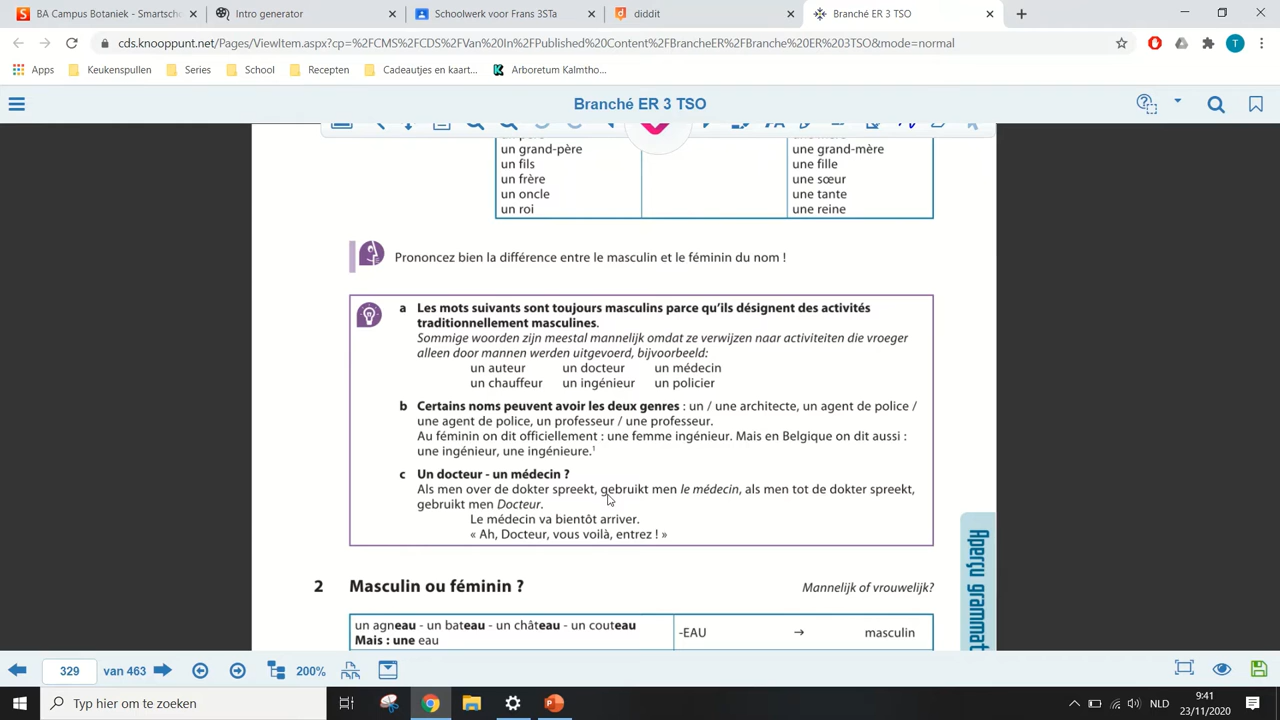 BA Campus Botaniek - Smartsch
Intro generator
Schoolwerk voor Frans 3STa
diddit
Branché ER 3 TSO
cds.knooppunt.net/Pages/ViewItem.aspx?cp=%2FCMS%2FCDS%2FVan%20In%2FPublished%20Content%2FBrancheER%2FBranche%20ER%203TSO&mode=normal
T
Apps
Keukenspullen
Series
School
Recepten
Cadeautjes en kaart...
Arboretum Kalmtho...
Branché ER 3 TSO
un grand-père une grand-mère
un fils une fille
un frère une sœur
un oncle une tante
un roi une reine
Prononcez bien la différence entre le masculin et le féminin du nom !
a Les mots suivants sont toujours masculins parce qu'ils désignent des activités
traditionnellement masculines.
Sommige woorden zijn meestal mannelijk omdat ze verwijzen naar activiteiten die vroeger
alleen door mannen werden uitgevoerd, bijvoorbeeld:
un auteur un docteur un médecin
un chauffeur un ingénieur un policier
b Certains noms peuvent avoir les deux genres : un / une architecte, un agent de police /
une agent de police, un professeur / une professeur.
Au féminin on dit officiellement : une femme ingénieur. Mais en Belgique on dit aussi :
une ingénieur, une ingénieure.1
c Un docteur - un médecin ?
Als men over de dokter spreekt, gebruikt men le médecin, als men tot de dokter spreekt,
gebruikt men Docteur.
Le médecin va bientôt arriver.
« Ah, Docteur, vous voilà, entrez ! »
Aperçu grammat
2 Masculin ou féminin ? Mannelijk of vrouwelijk?
un agneau - un bateau - un château - un couteau
Mais : une eau
-EAU → masculin
329 van 463
200%
Typ hier om te zoeken
NLD
9:41
23/11/2020